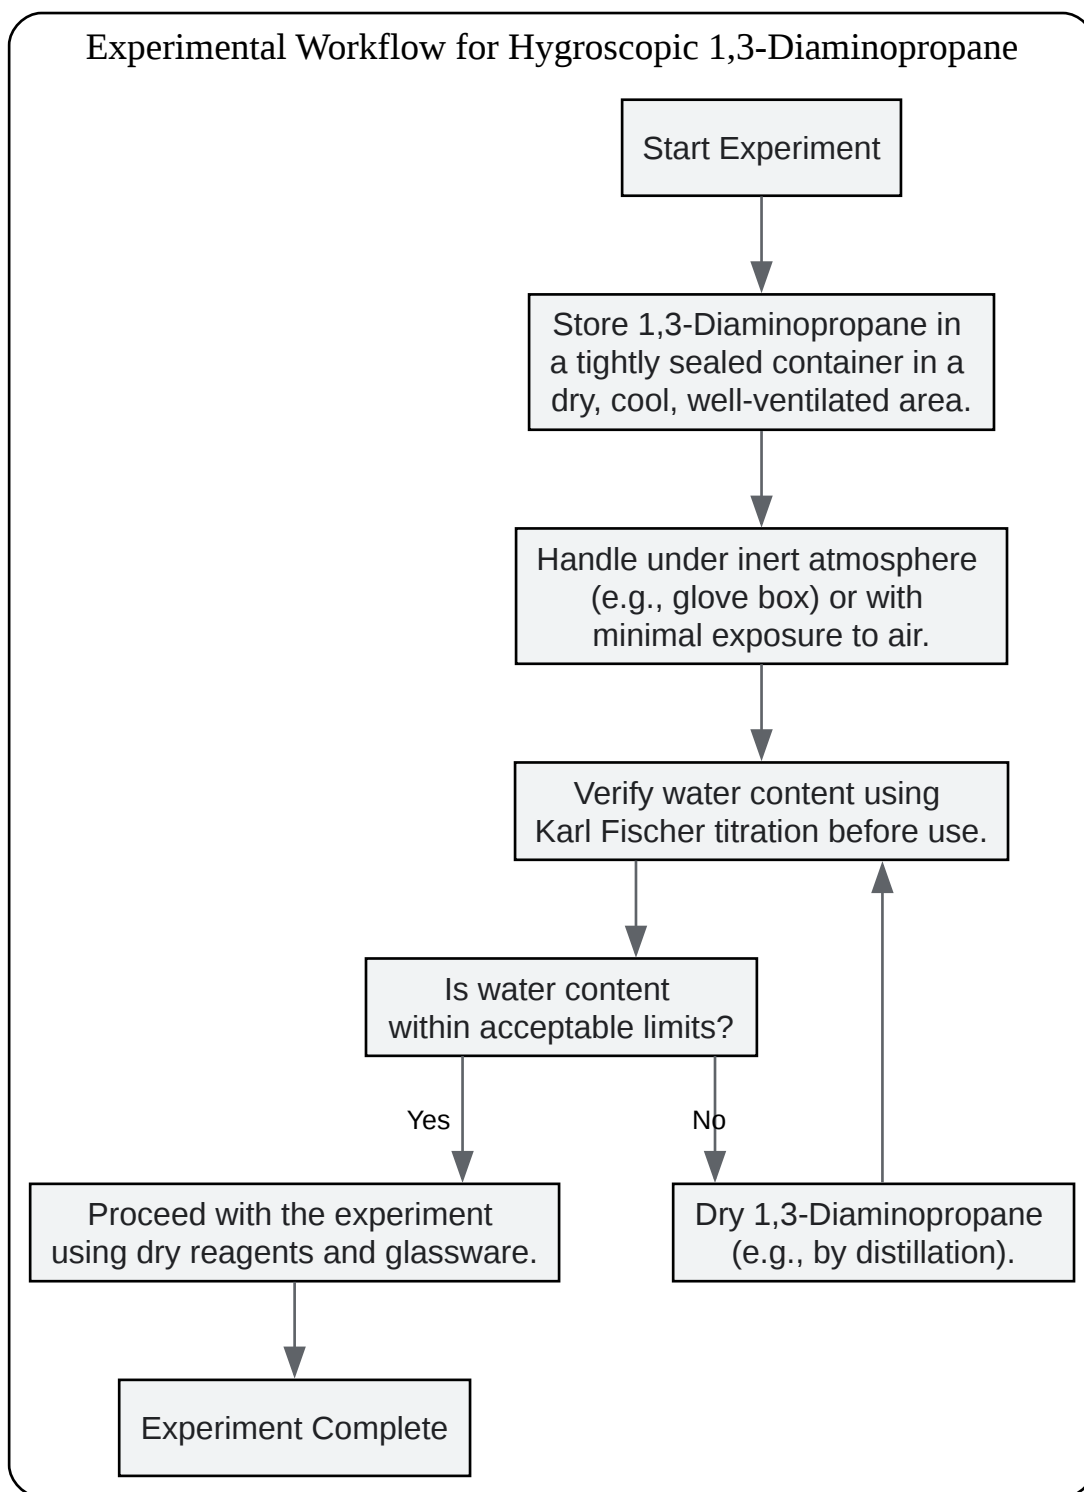 Experimental Workflow for Hygroscopic 1,3-Diaminopropane
Start Experiment
Store 1,3-Diaminopropane in
a tightly sealed container in a
dry, cool, well-ventilated area.
Handle under inert atmosphere
(e.g., glove box) or with
minimal exposure to air.
Verify water content using
Karl Fischer titration before use.
Is water content
within acceptable limits?
Yes
No
Proceed with the experiment
using dry reagents and glassware.
Dry 1,3-Diaminopropane
(e.g., by distillation).
Experiment Complete